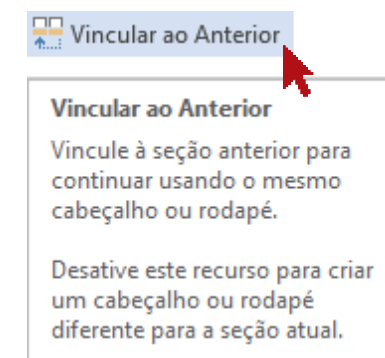 Vincular ao Anterior
Vincular ao Anterior
Vincule à seção anterior para
continuar usando o mesmo
cabeçalho ou rodapé.
Desative este recurso para criar
um cabeçalho ou rodapé
diferente para a seção atual.